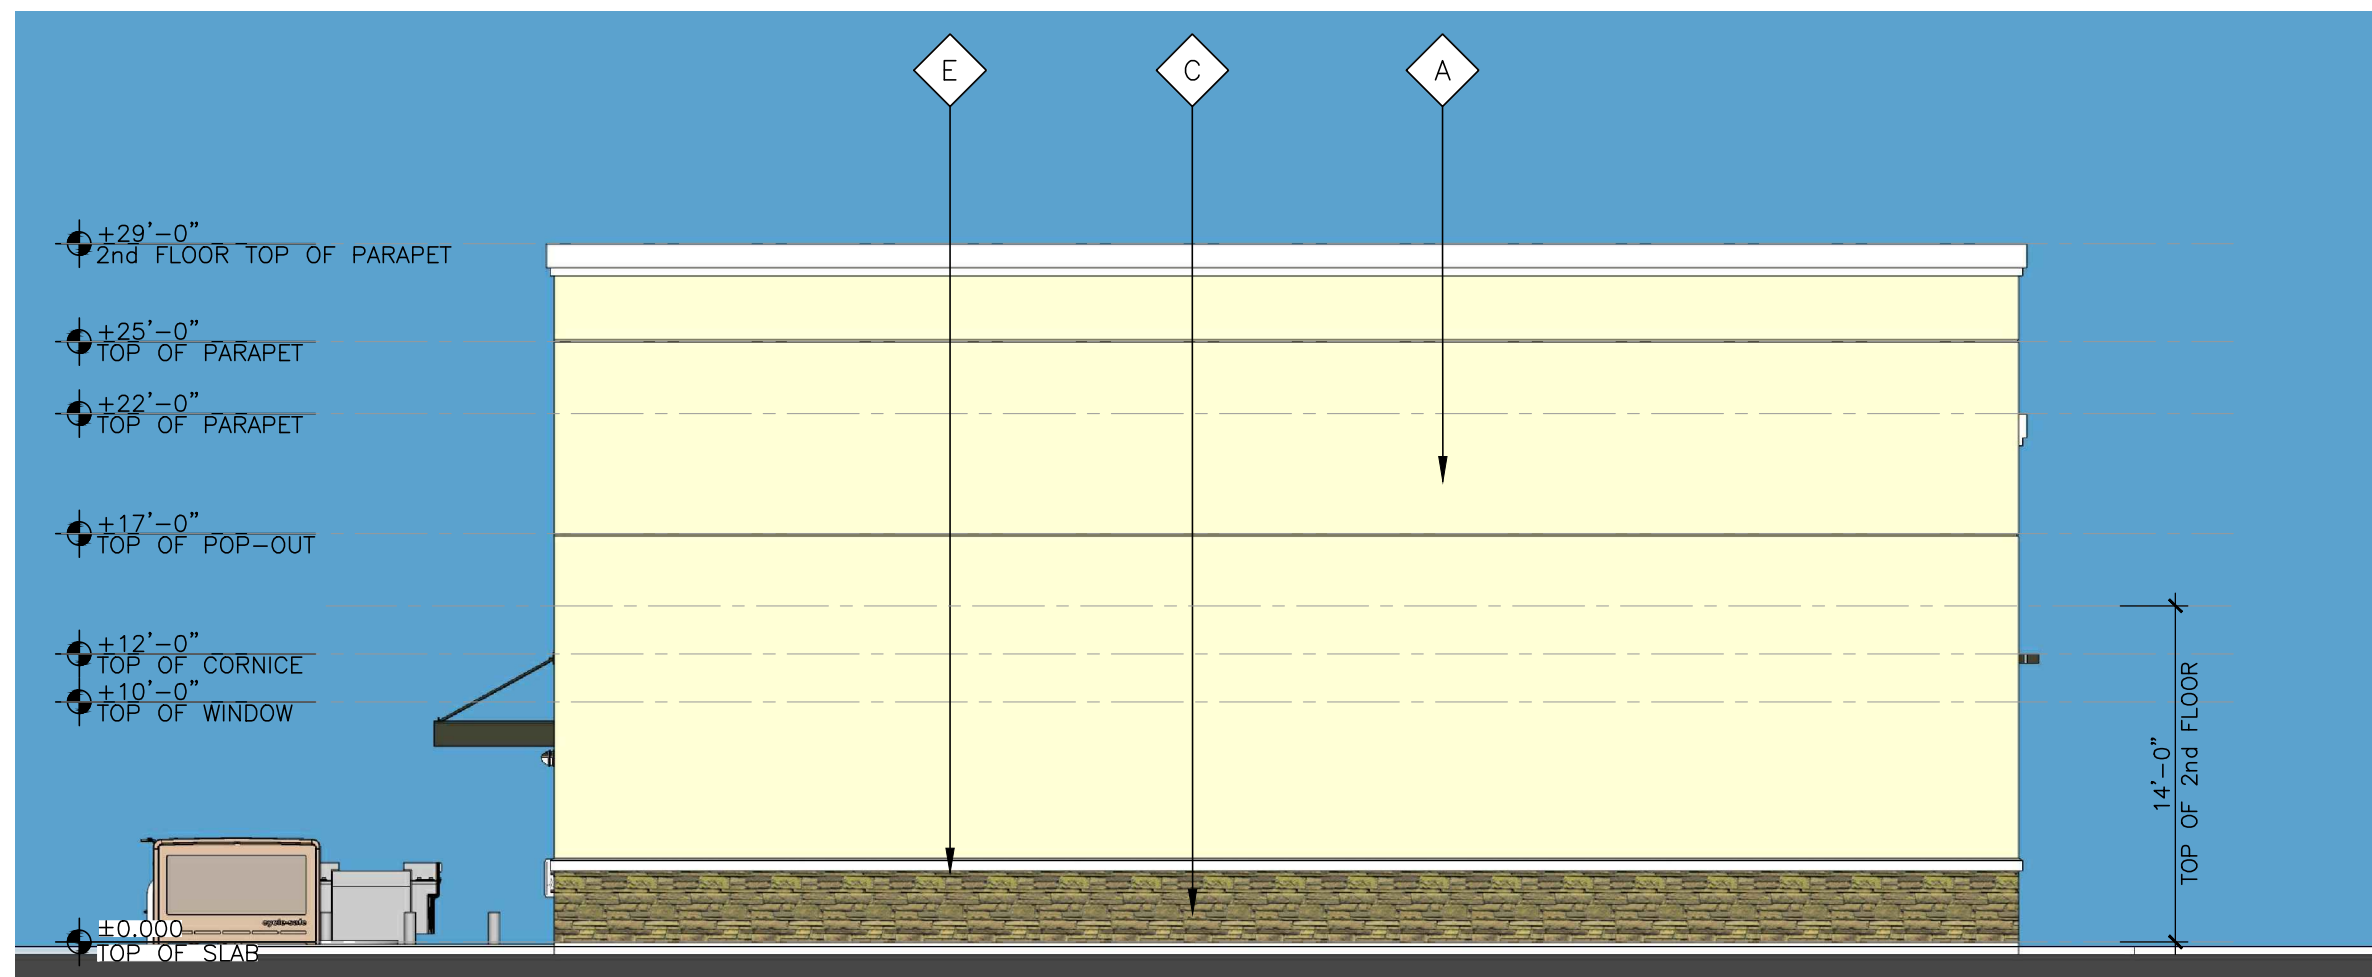 E
C
A
+29'-0"
2nd FLOOR TOP OF PARAPET
+25'-0"
TOP OF PARAPET
+22'-0"
TOP OF PARAPET
+17'-0"
TOP OF POP-OUT
+12'-0"
TOP OF CORNICE
+10'-0"
TOP OF WINDOW
14'-0"
TOP OF 2nd FLOOR
cycle-safe
±0.000
TOP OF SLAB